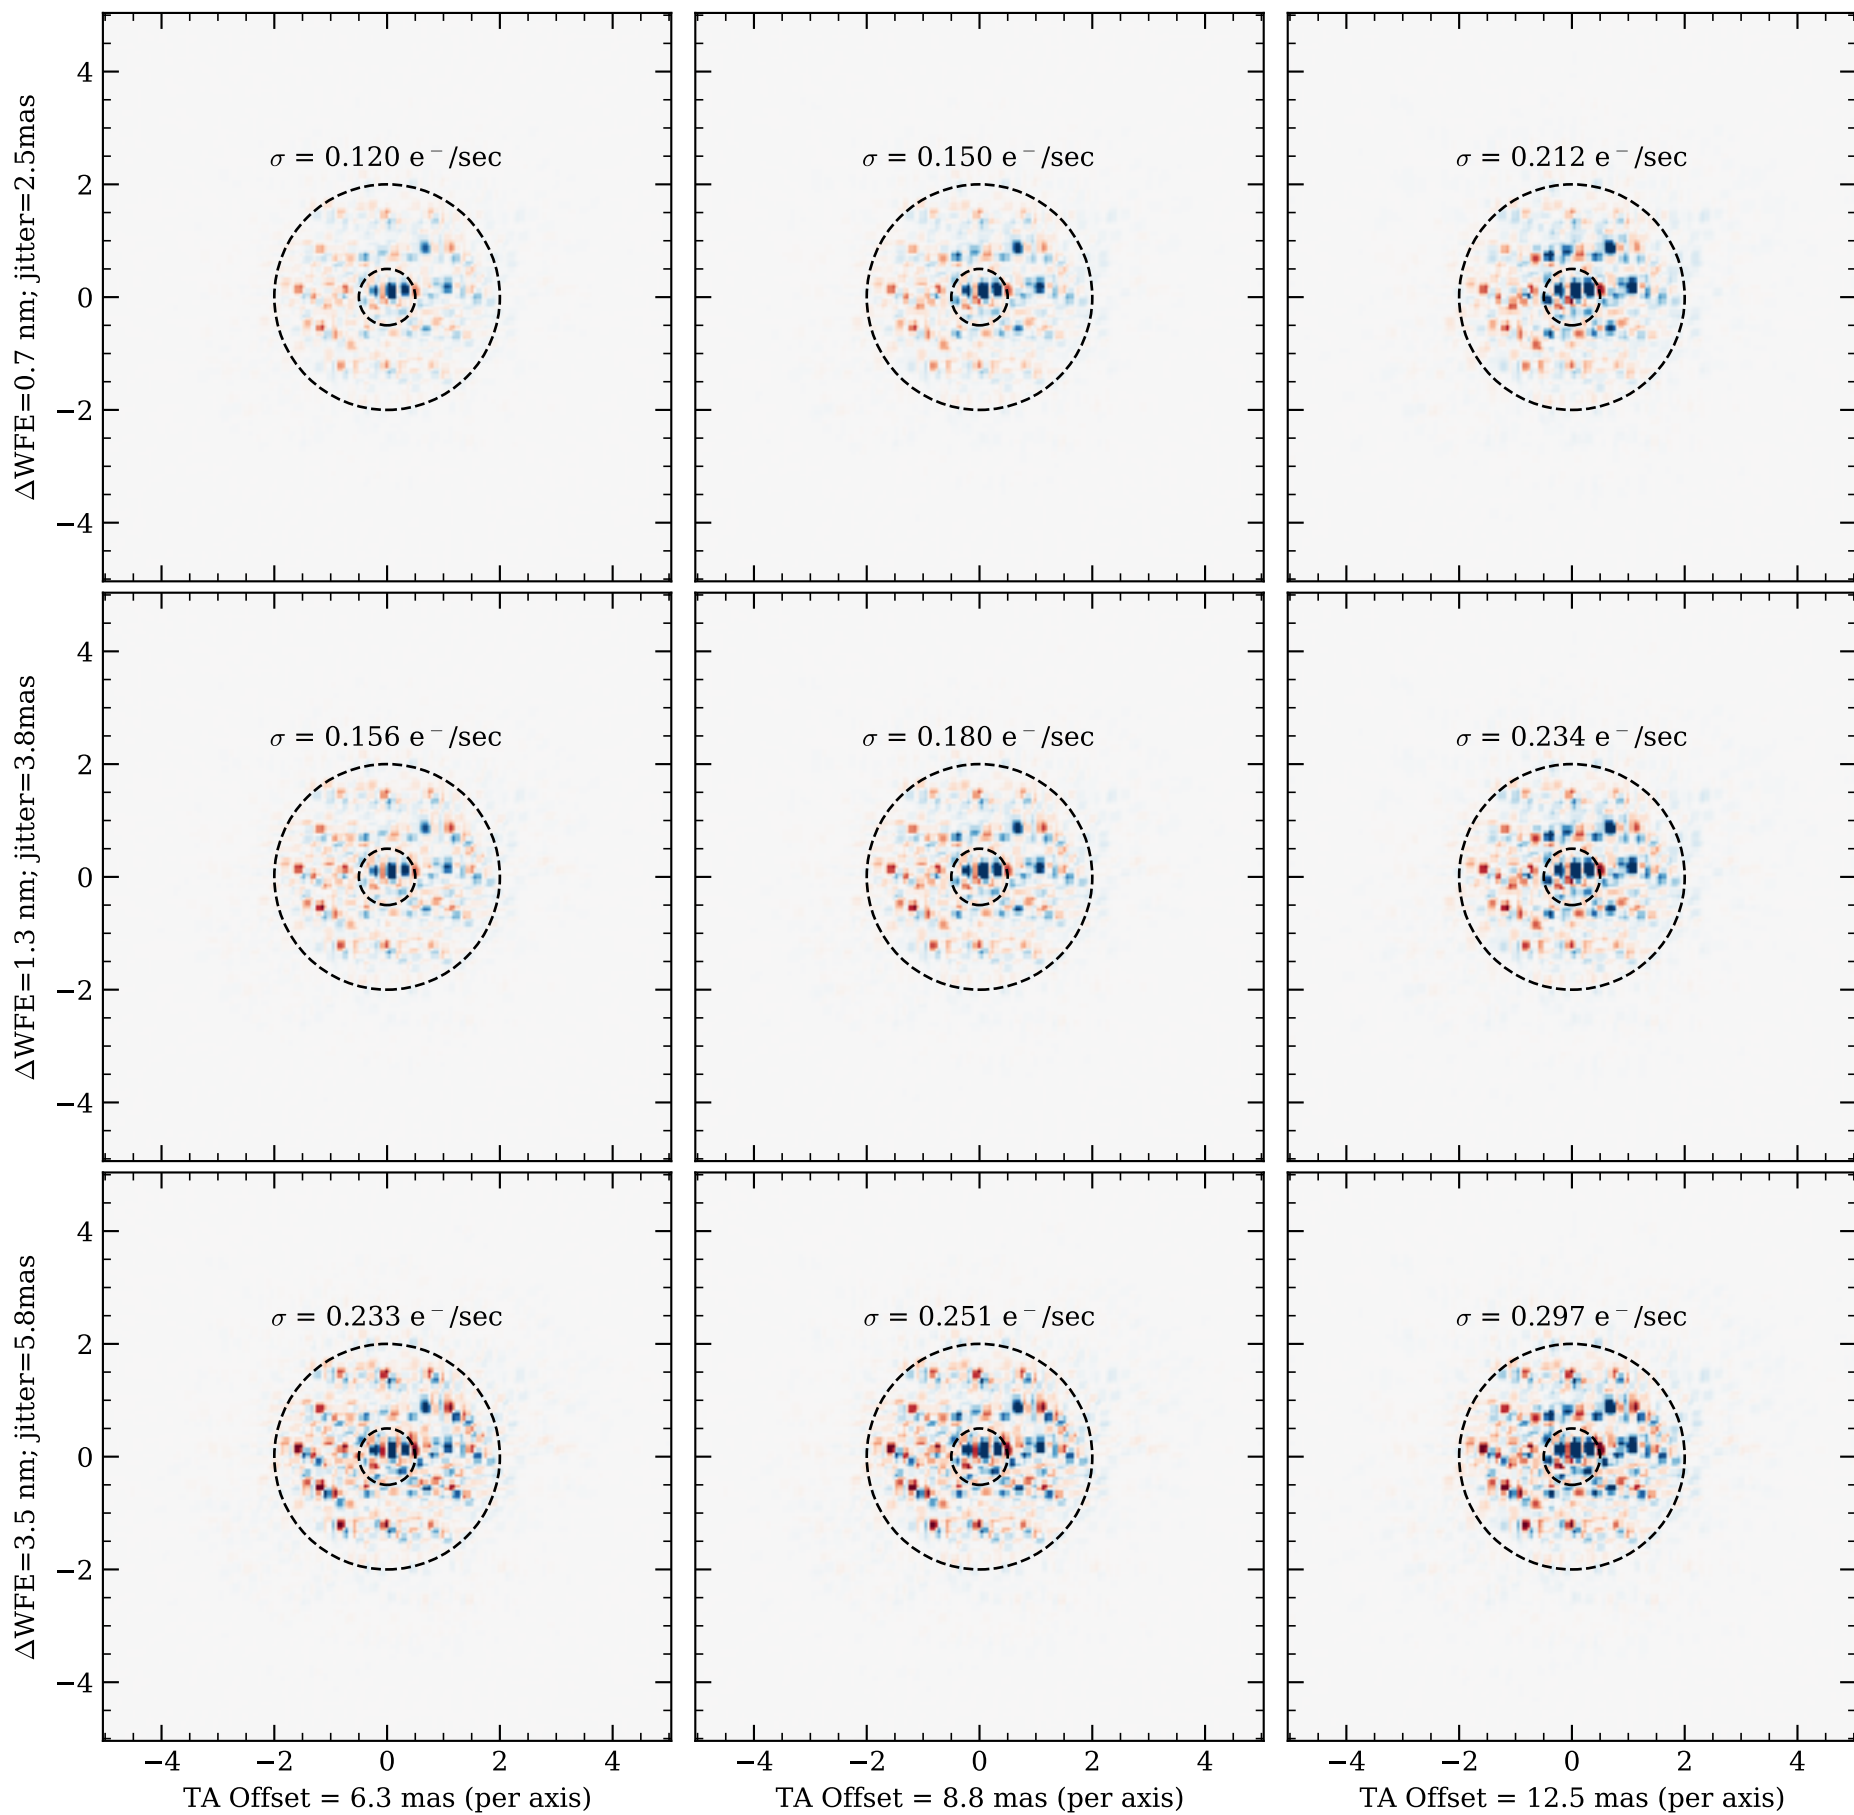 ΔWFE=0.7 nm; jitter=2.5mas
4
2
0
−2
−4
σ = 0.120 e⁻/sec
σ = 0.150 e⁻/sec
σ = 0.212 e⁻/sec
ΔWFE=1.3 nm; jitter=3.8mas
4
2
0
−2
−4
σ = 0.156 e⁻/sec
σ = 0.180 e⁻/sec
σ = 0.234 e⁻/sec
ΔWFE=3.5 nm; jitter=5.8mas
4
2
0
−2
−4
σ = 0.233 e⁻/sec
σ = 0.251 e⁻/sec
σ = 0.297 e⁻/sec
−4 −2 0 2 4
−4 −2 0 2 4
−4 −2 0 2 4
TA Offset = 6.3 mas (per axis)
TA Offset = 8.8 mas (per axis)
TA Offset = 12.5 mas (per axis)